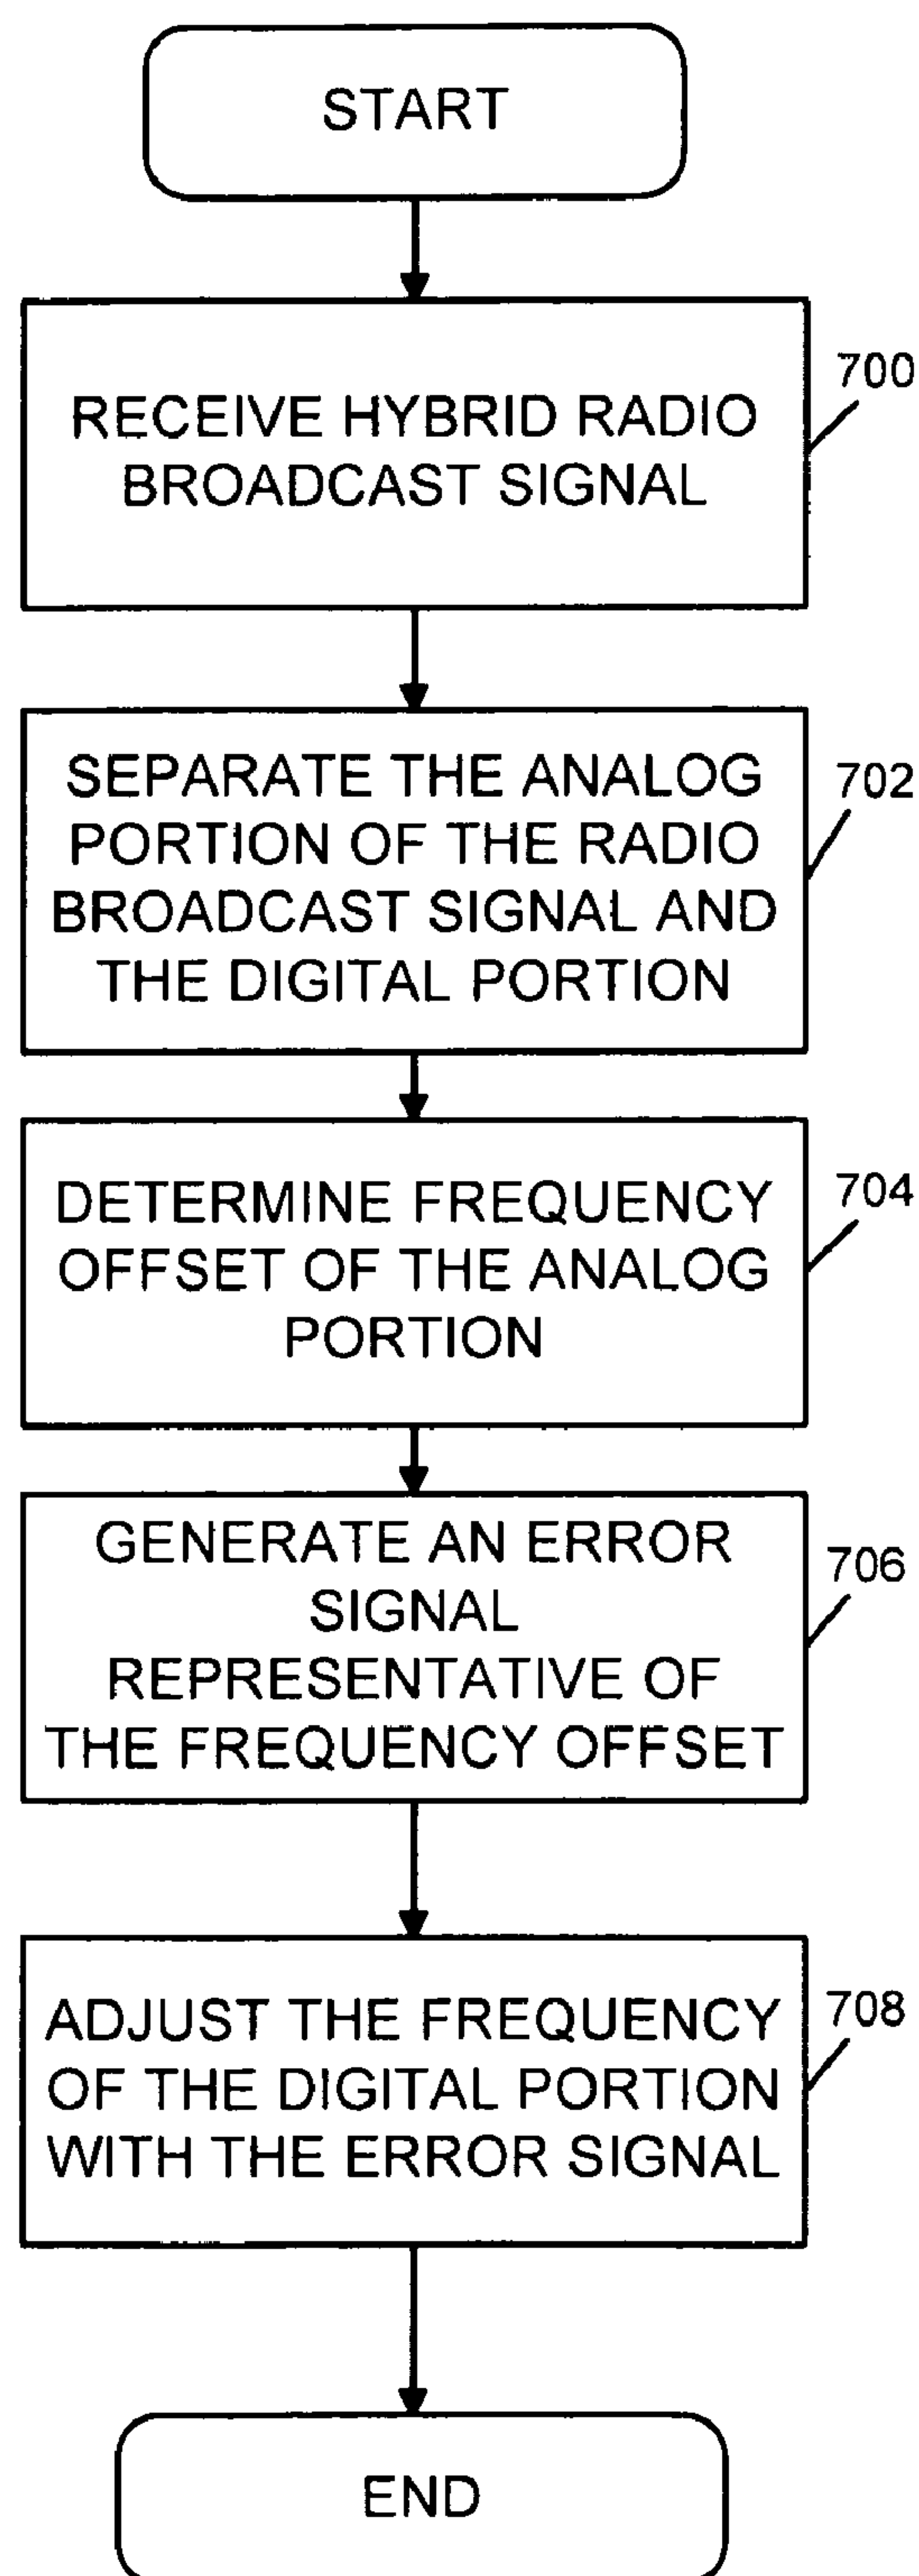 START
RECEIVE HYBRID RADIO
BROADCAST SIGNAL
700
SEPARATE THE ANALOG
PORTION OF THE RADIO
BROADCAST SIGNAL AND
THE DIGITAL PORTION
702
DETERMINE FREQUENCY
OFFSET OF THE ANALOG
PORTION
704
GENERATE AN ERROR
SIGNAL
REPRESENTATIVE OF
THE FREQUENCY OFFSET
706
ADJUST THE FREQUENCY
OF THE DIGITAL PORTION
WITH THE ERROR SIGNAL
708
END